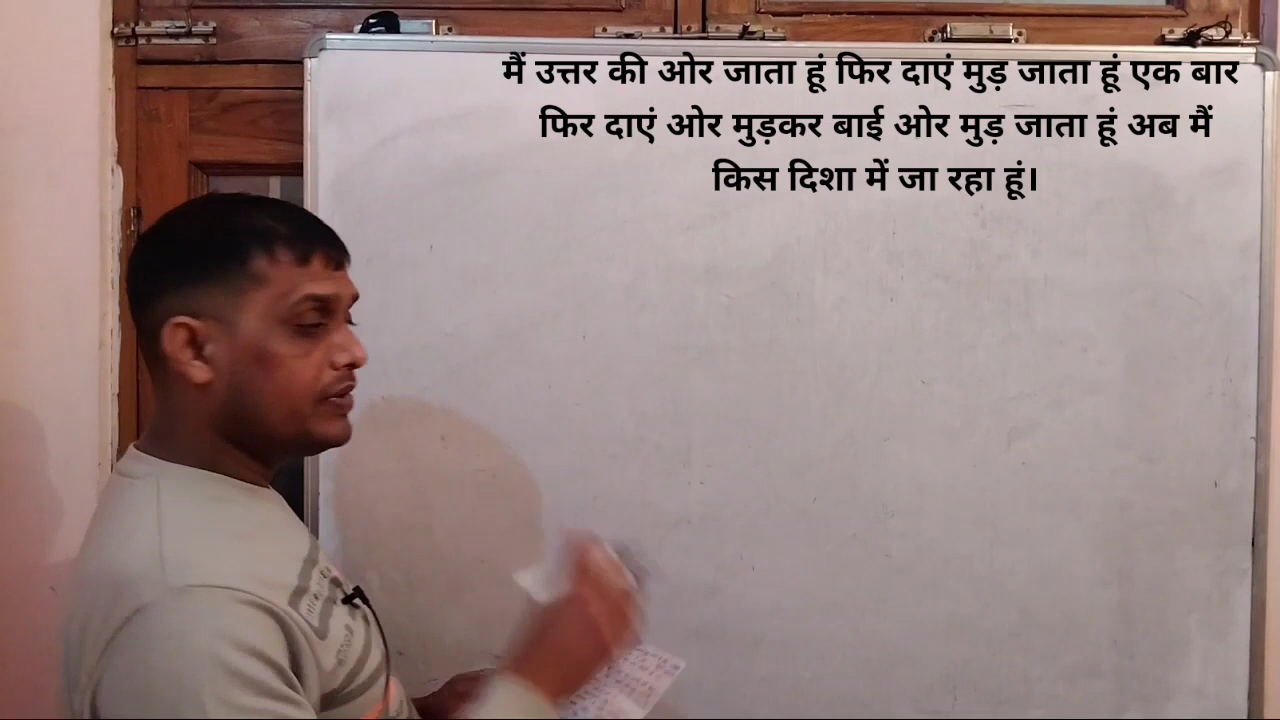 मैं उत्तर की ओर जाता हूं फिर दाएं मुड़ जाता हूं एक बार
फिर दाएं ओर मुड़कर बाई ओर मुड़ जाता हूं अब मैं
किस दिशा में जा रहा हूं।